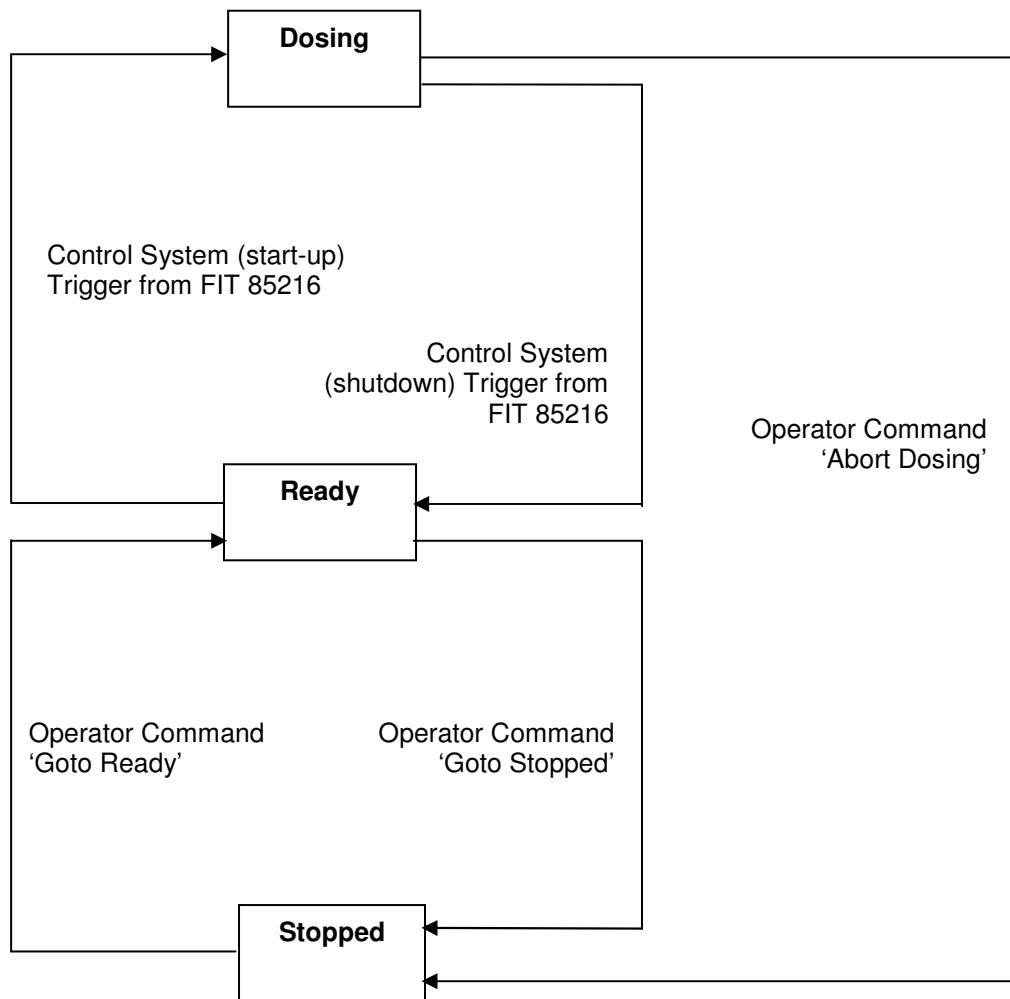 Dosing
Control System (start-up)
Trigger from FIT 85216
Control System
(shutdown) Trigger from
FIT 85216
Operator Command
‘Abort Dosing’
Ready
Operator Command
‘Goto Ready’
Operator Command
‘Goto Stopped’
Stopped